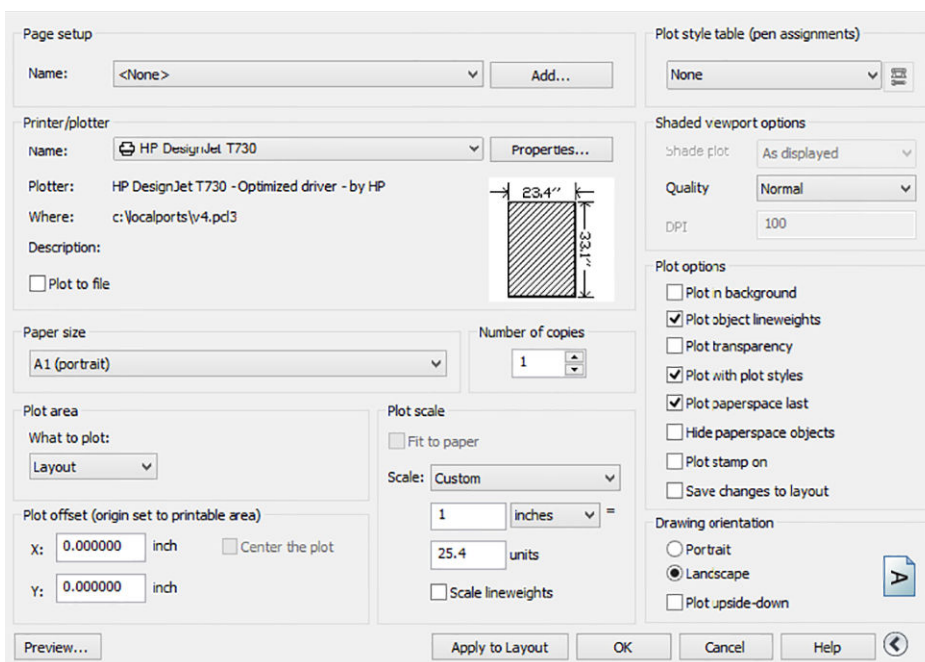 Page setup
Name: <None> Add...
Printer/plotter
Name: HP DesignJet T730 Properties...
Plotter: HP DesignJet T730 - Optimized driver - by HP
Where: c:\localports\v4.pcl3
Description:
Plot to file
23.4''
33.1''
Paper size
A1 (portrait)
Number of copies
1
Plot area
What to plot:
Layout
Plot offset (origin set to printable area)
X: 0.000000 inch Center the plot
Y: 0.000000 inch
Plot scale
Fit to paper
Scale: Custom
1 inches =
25.4 units
Scale lineweights
Plot style table (pen assignments)
None
Shaded viewport options
Shade plot As displayed
Quality Normal
DPI 100
Plot options
Plot in background
Plot object lineweights
Plot transparency
Plot with plot styles
Plot paperspace last
Hide paperspace objects
Plot stamp on
Save changes to layout
Drawing orientation
Portrait
Landscape
Plot upside-down
A
Preview... Apply to Layout OK Cancel Help